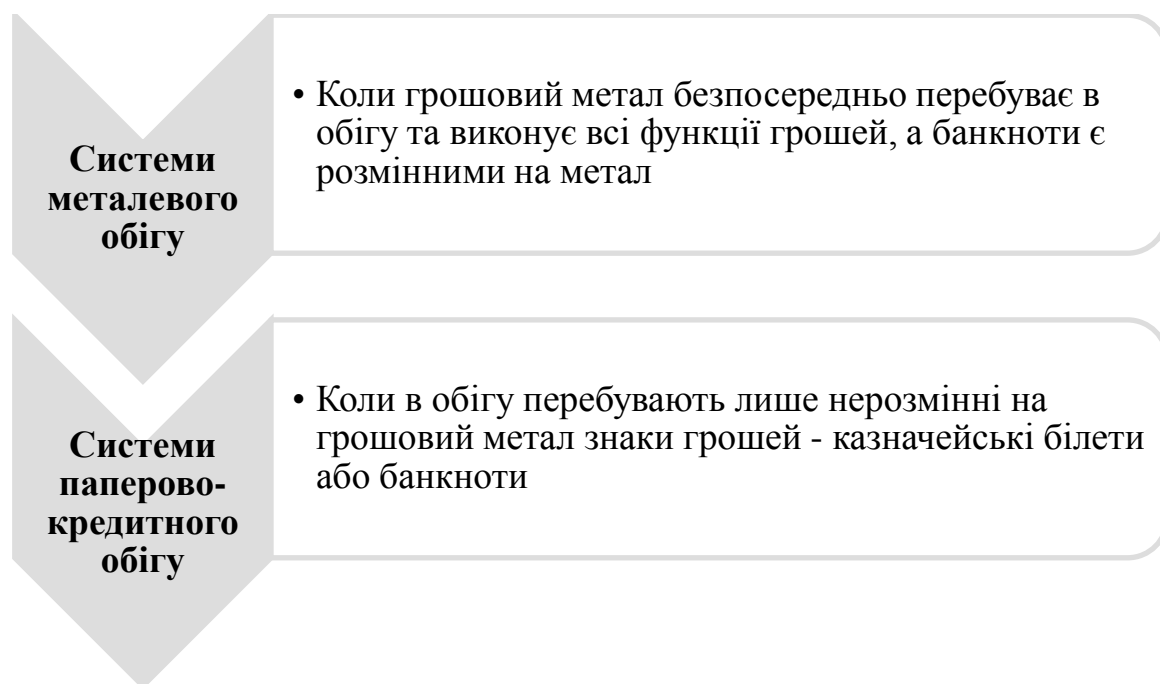 Системи
металевого
обігу
• Коли грошовий метал безпосередньо перебуває в
обігу та виконує всі функції грошей, а банкноти є
розмінними на метал
Системи
паперово-
кредитного
обігу
• Коли в обігу перебувають лише нерозмінні на
грошовий метал знаки грошей - казначейські білети
або банкноти